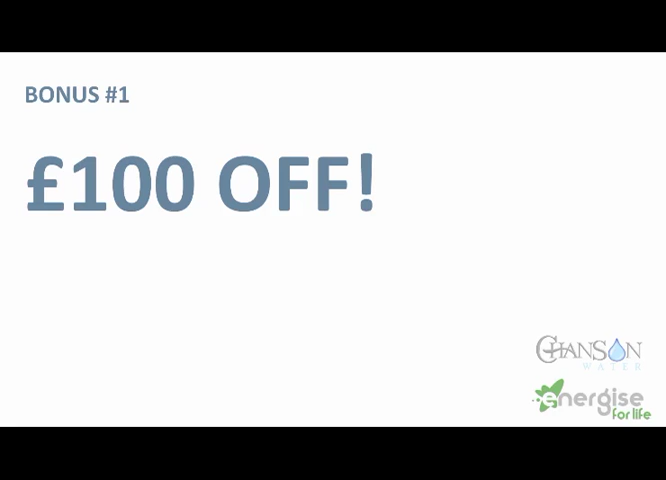 BONUS #1
£100 OFF!
CHANSON
WATER
energise
for life